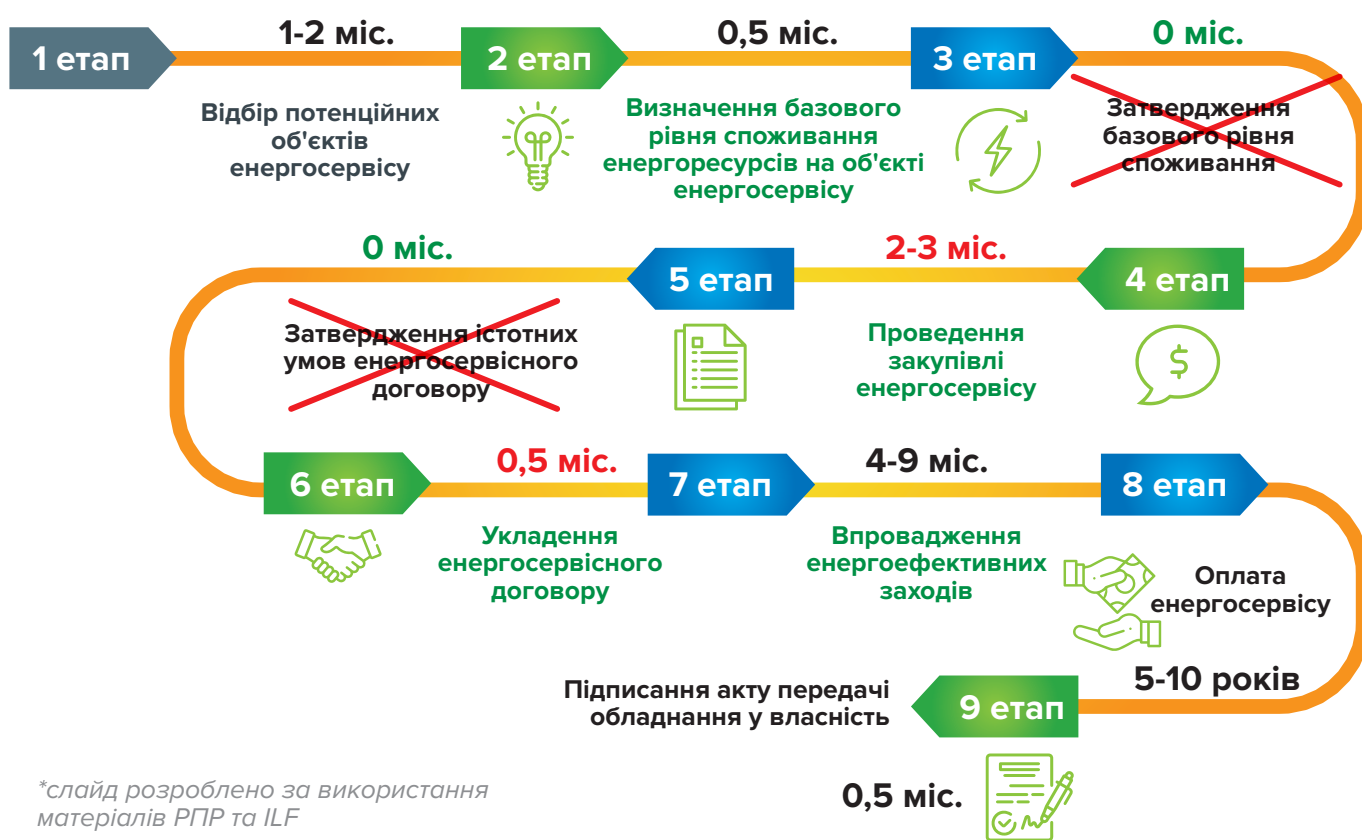 1 етап
1-2 міс.
Відбір потенційних
об'єктів
енергосервісу
2 етап
0,5 міс.
Визначення базового
рівня споживання
енергоресурсів на об'єкті
енергосервісу
3 етап
0 міс.
Затвердження
базового рівня
споживання
4 етап
2-3 міс.
Проведення
закупівлі
енергосервісу
5 етап
0 міс.
Затвердження істотних
умов енергосервісного
договору
6 етап
0,5 міс.
Укладення
енергосервісного
договору
7 етап
4-9 міс.
Впровадження
енергоефективних
заходів
8 етап
Оплата
енергосервісу
5-10 років
9 етап
Підписання акту передачі
обладнання у власність
0,5 міс.
*слайд розроблено за використання
матеріалів РПР та ILF